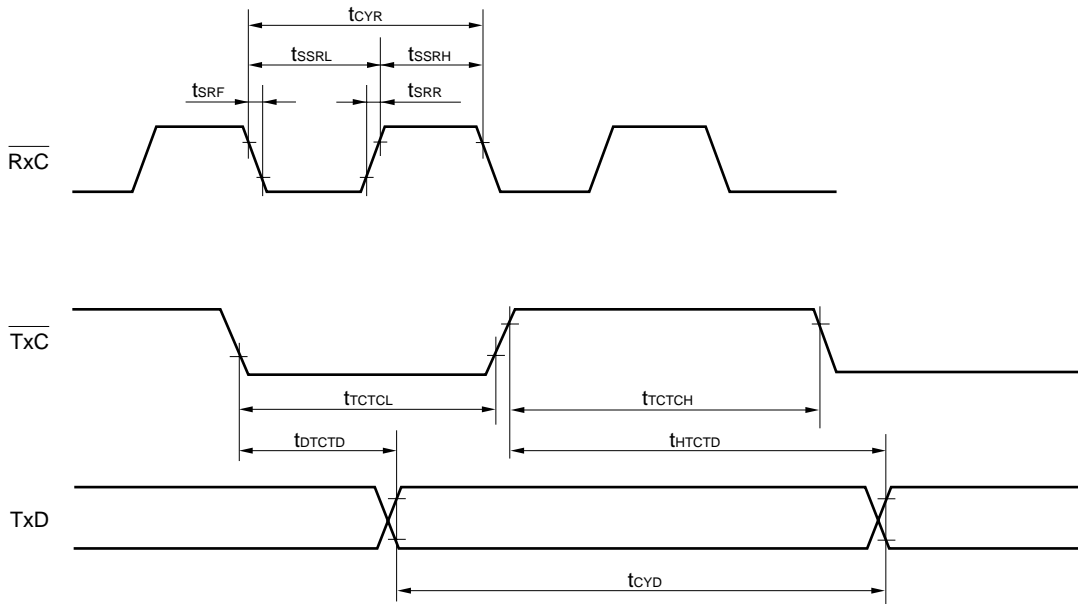 tCYR
tSSRL tSSRH
tSRF tSRR
RxC
TxC
tTCTCL tTCTCH
tDTCTD tHTCTD
TxD
tCYD